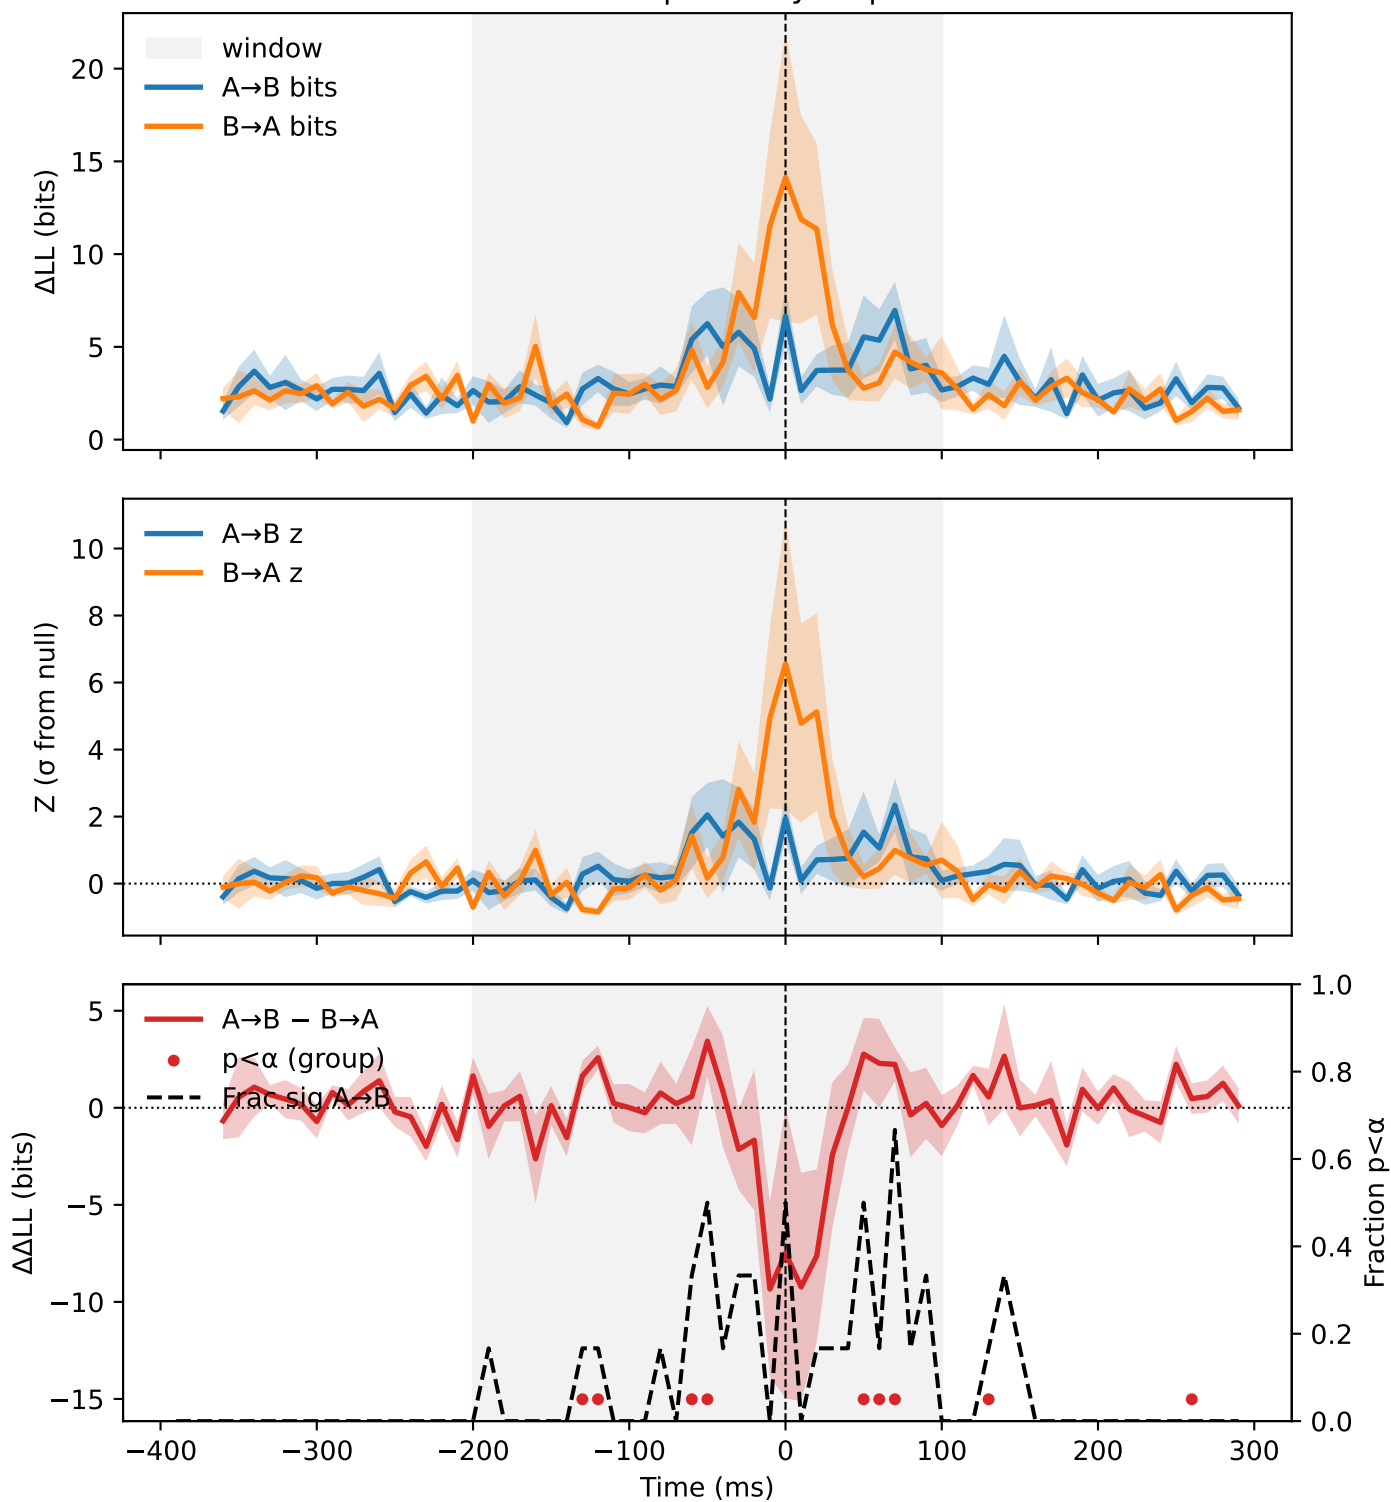 window
A→B bits
B→A bits
ΔLL (bits)
20
15
10
5
0
A→B z
B→A z
Z (σ from null)
10
8
6
4
2
0
A→B − B→A
p<α (group)
Frac sig A→B
ΔΔLL (bits)
5
0
−5
−10
−15
1.0
0.8
0.6
0.4
0.2
0.0
Fraction p<α
−400 −300 −200 −100 0 100 200 300
Time (ms)